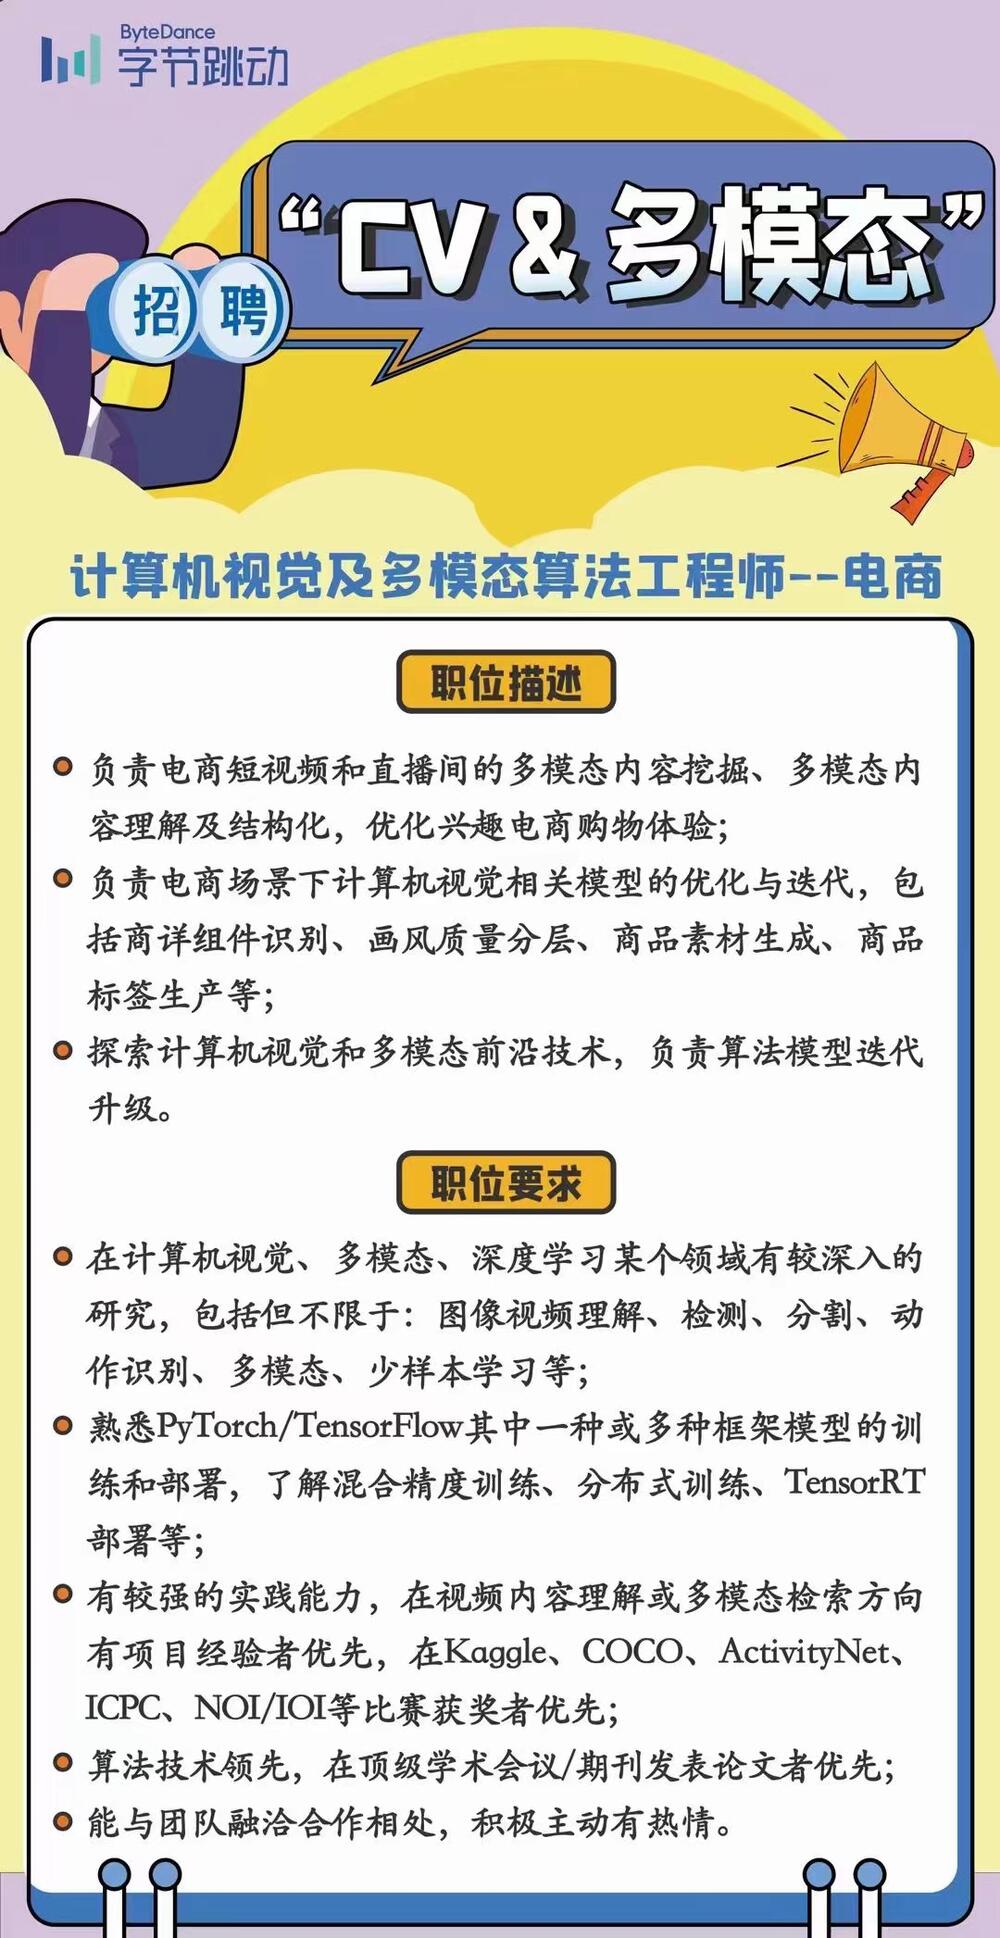 ByteDance
字节跳动
“CV & 多模态”
招聘
计算机视觉及多模态算法工程师--电商
职位描述
负责电商短视频和直播间的多模态内容挖掘、多模态内
容理解及结构化，优化兴趣电商购物体验；
负责电商场景下计算机视觉相关模型的优化与迭代，包
括商详组件识别、画风质量分层、商品素材生成、商品
标签生产等；
探索计算机视觉和多模态前沿技术，负责算法模型迭代
升级。
职位要求
在计算机视觉、多模态、深度学习某个领域有较深入的
研究，包括但不限于：图像视频理解、检测、分割、动
作识别、多模态、少样本学习等；
熟悉PyTorch/TensorFlow其中一种或多种框架模型的训
练和部署，了解混合精度训练、分布式训练、TensorRT
部署等；
有较强的实践能力，在视频内容理解或多模态检索方向
有项目经验者优先，在Kaggle、COCO、ActivityNet、
ICPC、NOI/IOI等比赛获奖者优先；
算法技术领先，在顶级学术会议/期刊发表论文者优先；
能与团队融洽合作相处，积极主动有热情。